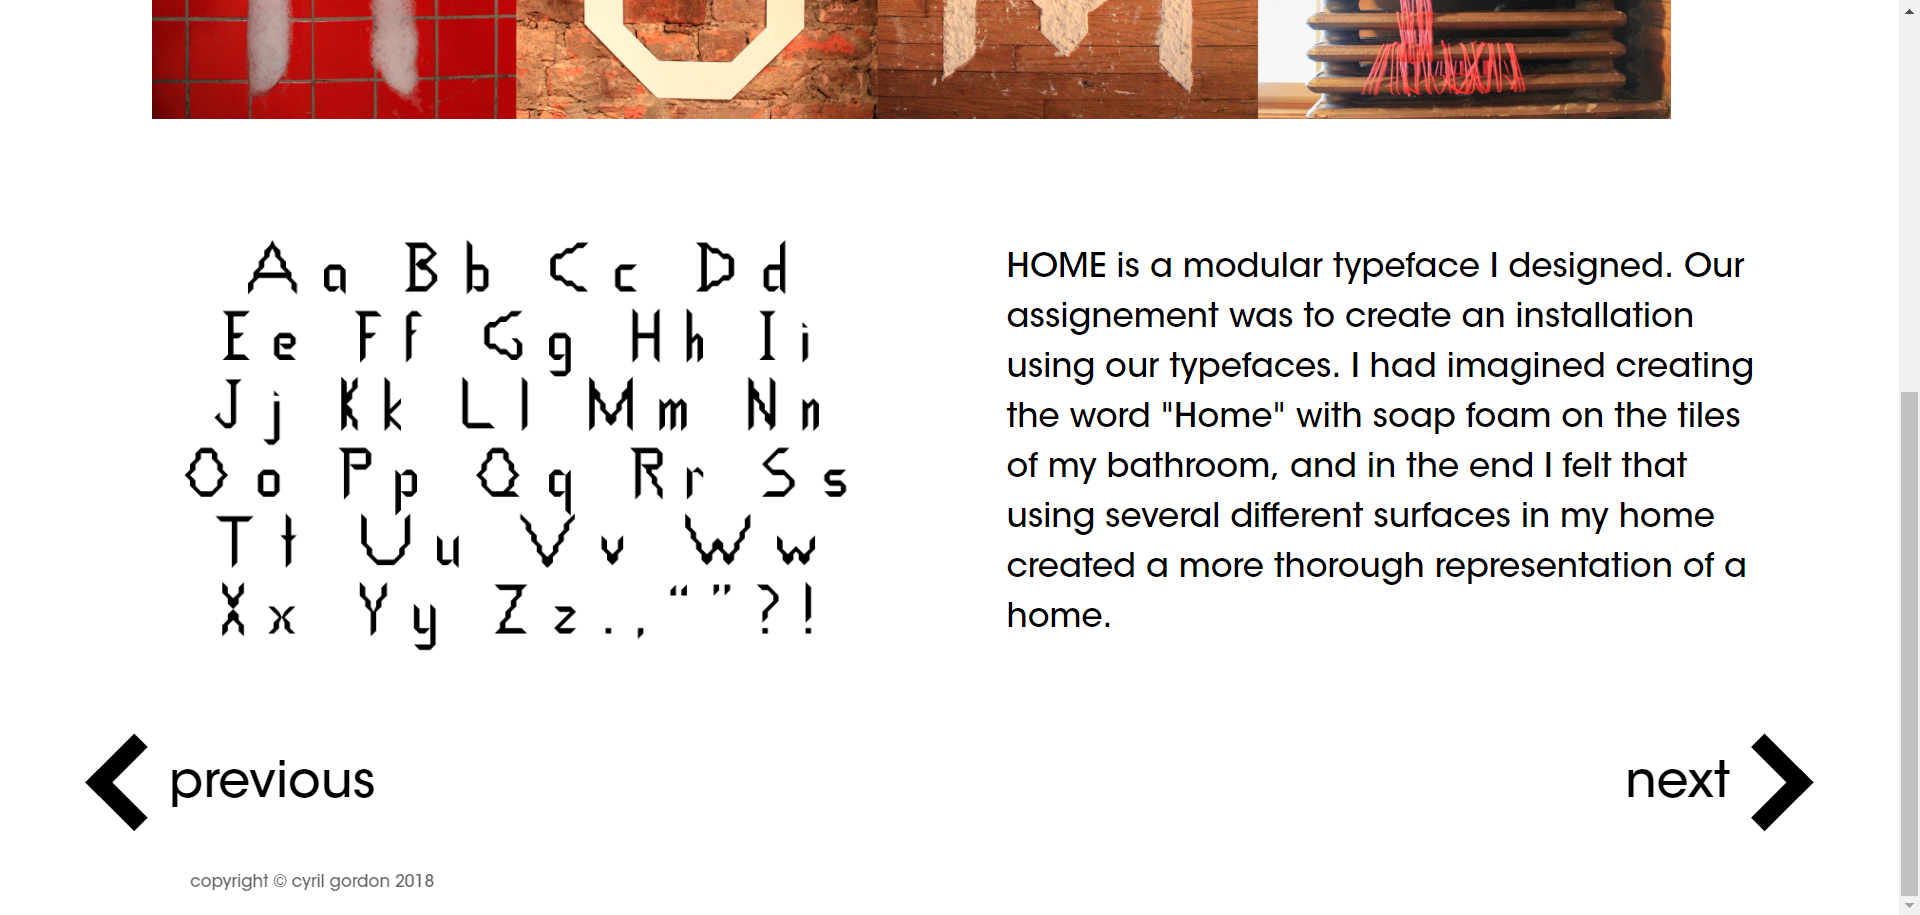 A a B b C c D d
E e F f G g H h I i
J j K k L l M m N n
O o P p Q q R r S s
T t U u V v W w
X x Y y Z z . , “ ” ? !
HOME is a modular typeface I designed. Our
assignement was to create an installation
using our typefaces. I had imagined creating
the word "Home" with soap foam on the tiles
of my bathroom, and in the end I felt that
using several different surfaces in my home
created a more thorough representation of a
home.
previous
next
copyright © cyril gordon 2018